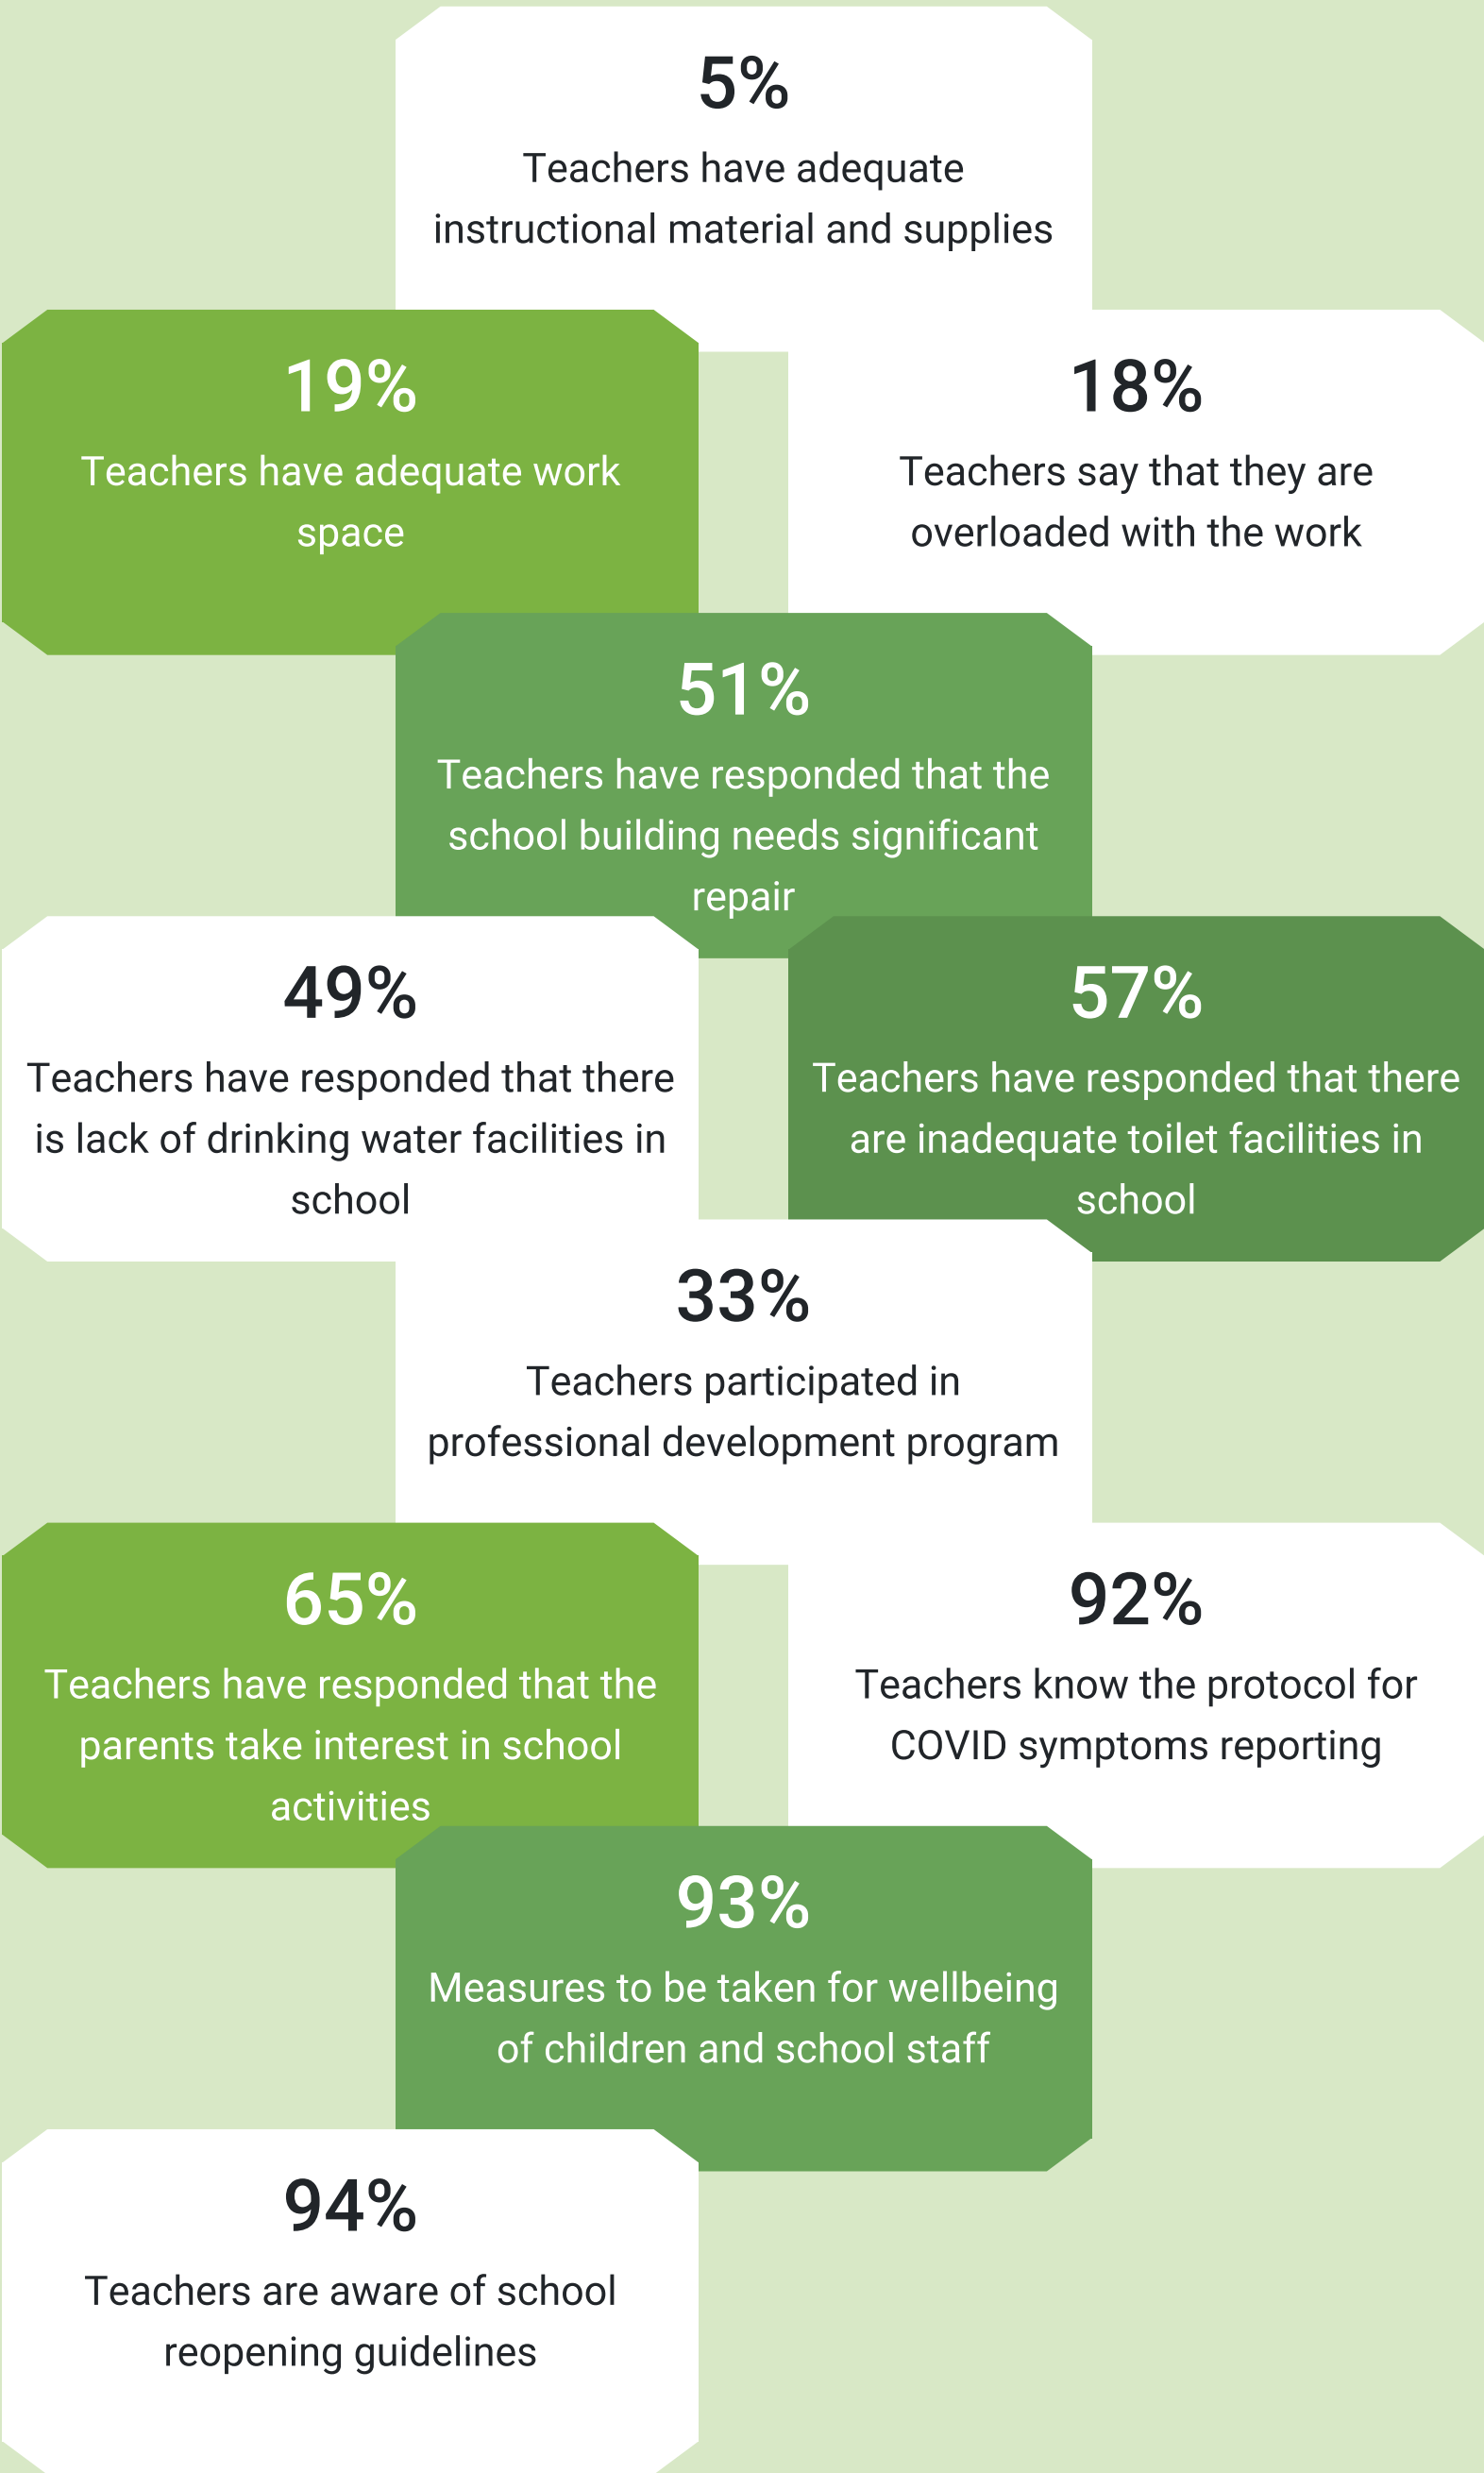 5%
Teachers have adequate
instructional material and supplies
19%
Teachers have adequate work
space
18%
Teachers say that they are
overloaded with the work
51%
Teachers have responded that the
school building needs significant
repair
49%
Teachers have responded that there
is lack of drinking water facilities in
school
57%
Teachers have responded that there
are inadequate toilet facilities in
school
33%
Teachers participated in
professional development program
65%
Teachers have responded that the
parents take interest in school
activities
92%
Teachers know the protocol for
COVID symptoms reporting
93%
Measures to be taken for wellbeing
of children and school staff
94%
Teachers are aware of school
reopening guidelines